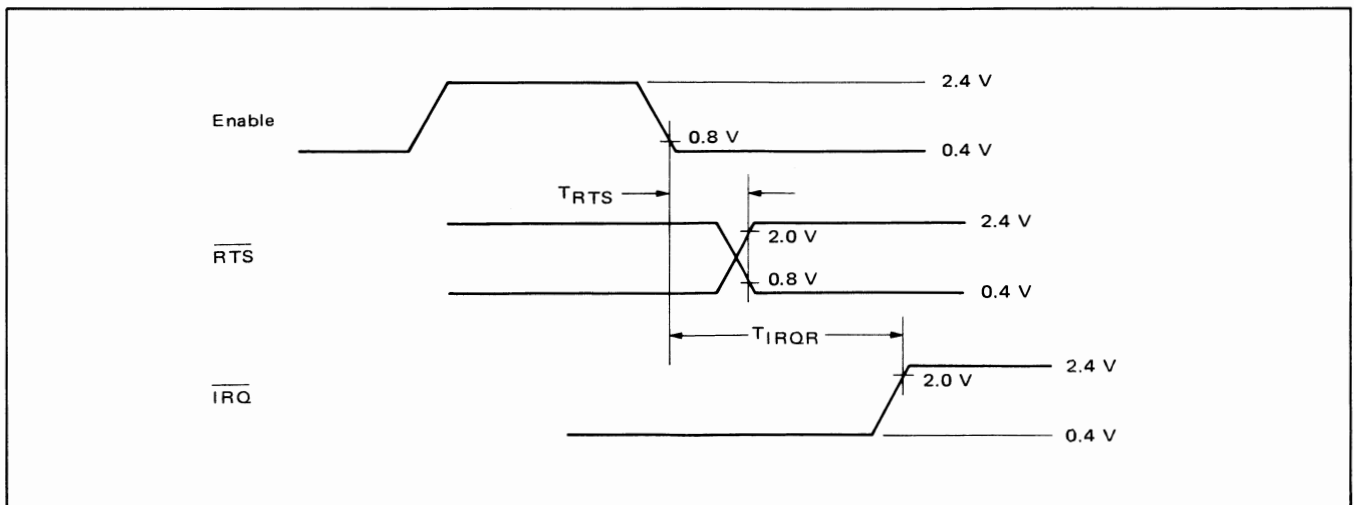 2.4 V
Enable
0.8 V
0.4 V
TRTS
2.4 V
2.0 V
RTS
0.8 V
0.4 V
TIRQR
2.4 V
2.0 V
IRQ
0.4 V